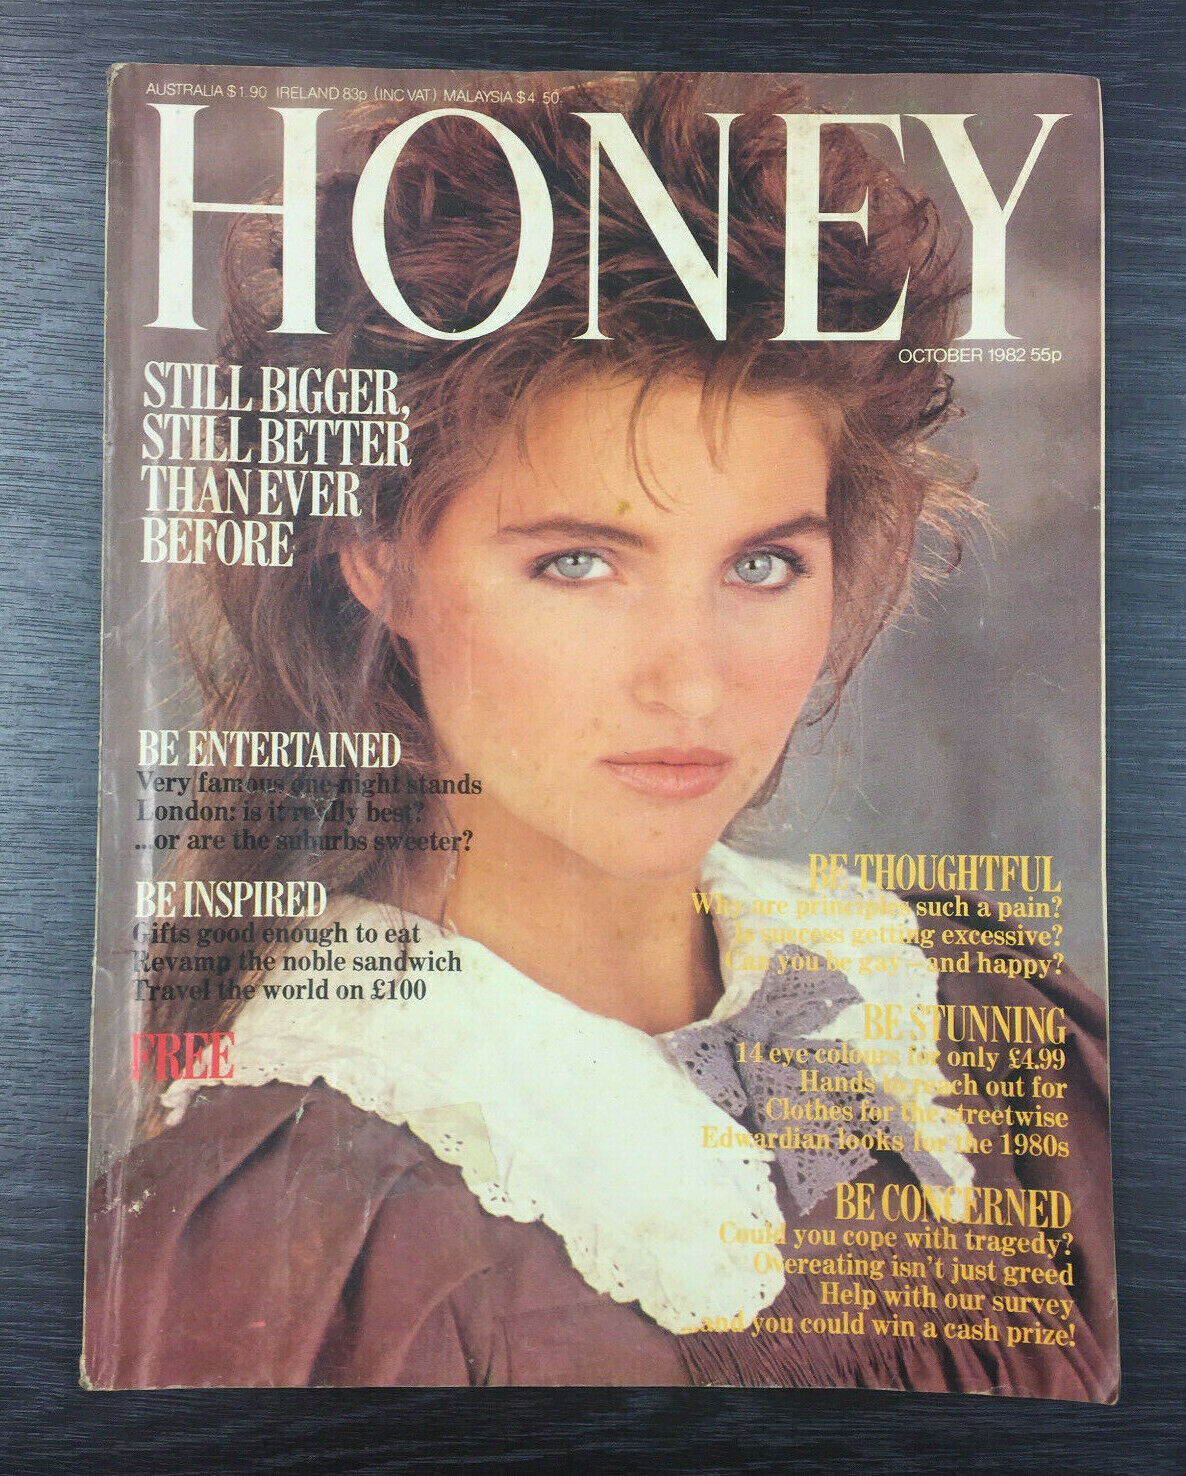 AUSTRALIA $1.90 IRELAND 83p (INC VAT) MALAYSIA $4.50
HONEY
OCTOBER 1982 55p
STILL BIGGER,
STILL BETTER
THAN EVER
BEFORE
BE ENTERTAINED
Very famous one-night stands
London: is it really best?
...or are the suburbs sweeter?
BE INSPIRED
Gifts good enough to eat
Revamp the noble sandwich
Travel the world on £100
FREE
BE THOUGHTFUL
Why are principles such a pain?
Is success getting excessive?
Can you be gay—and happy?
BE STUNNING
14 eye colours for only £4.99
Hands to reach out for
Clothes for the streetwise
Edwardian looks for the 1980s
BE CONCERNED
Could you cope with tragedy?
Overeating isn't just greed
Help with our survey
...and you could win a cash prize!